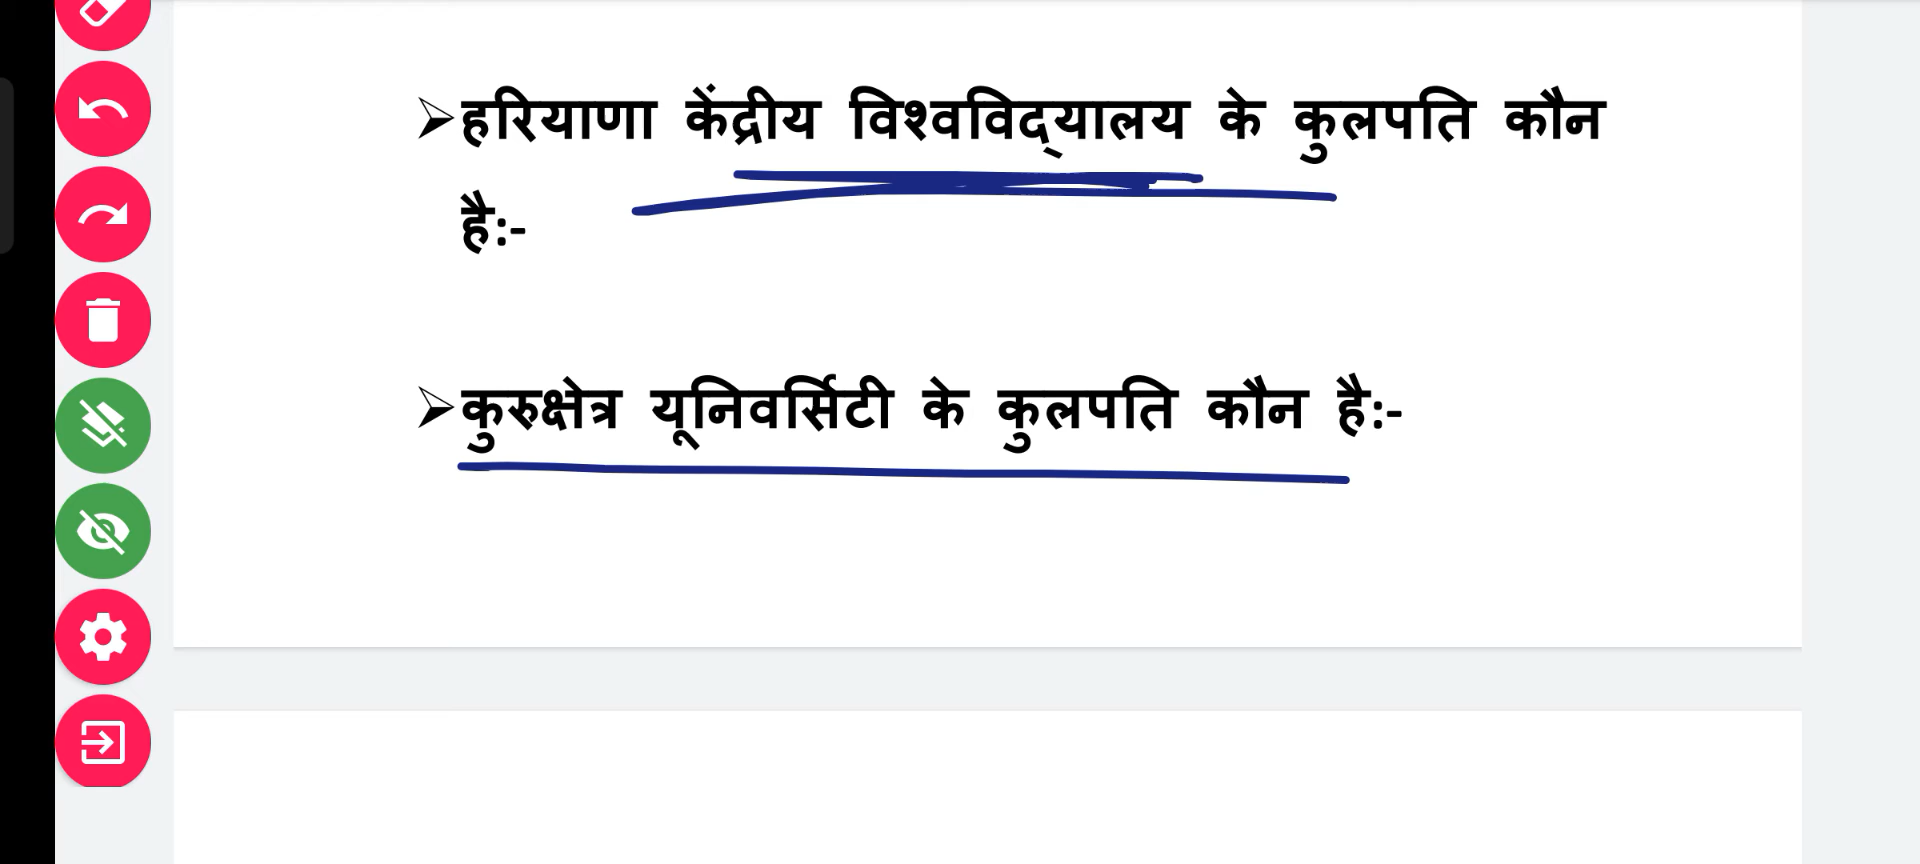 ➢हरियाणा केंद्रीय विश्वविद्‌यालय के कुलपति कौन
है:-
➢कुरुक्षेत्र यूनिवर्सिटी के कुलपति कौन है:-